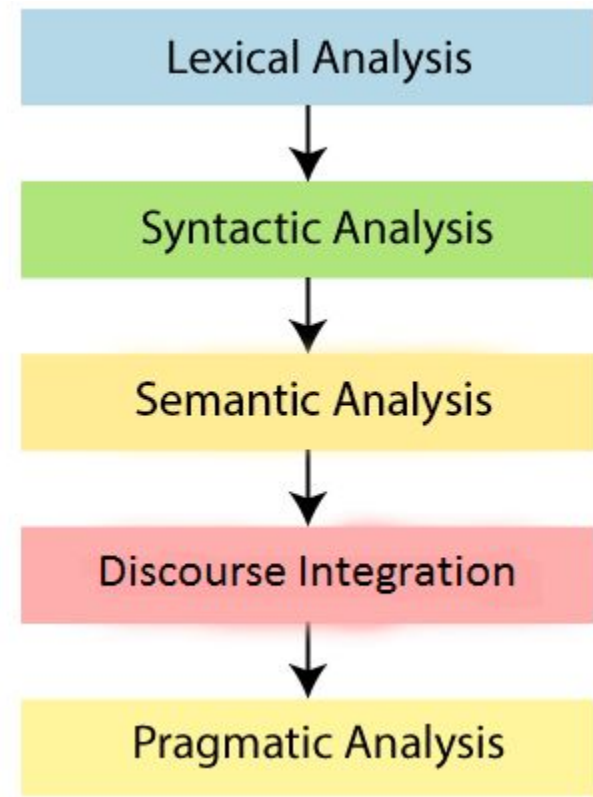 Lexical Analysis
Syntactic Analysis
Semantic Analysis
Discourse Integration
Pragmatic Analysis